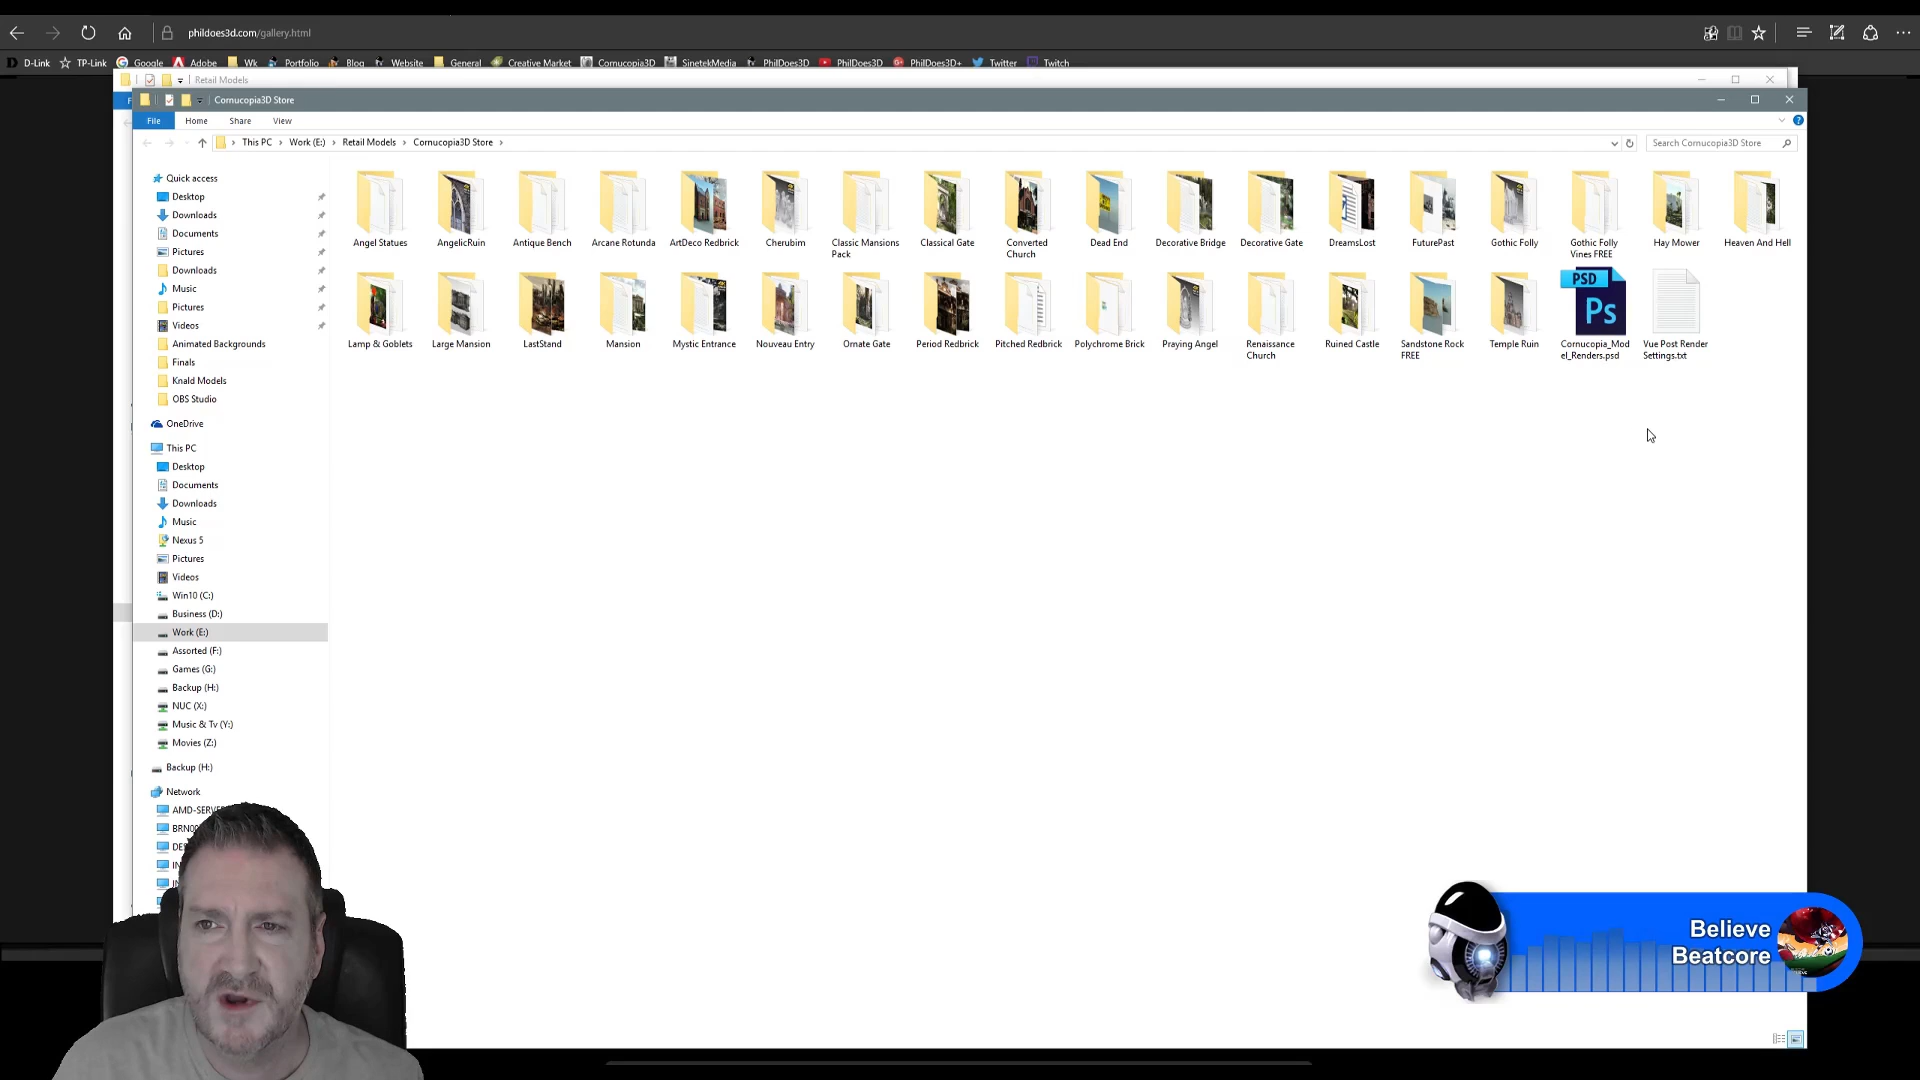 phildoes3d.com/gallery.html
D-Link TP-Link Google Adobe Wk Portfolio Blog Website General Creative Market Cornucopia3D SinetekMedia PhilDoes3D PhilDoes3D PhilDoes3D+ Twitter Twitch
Retail Models
Cornucopia3D Store
File Home Share View
This PC Work (E:) Retail Models Cornucopia3D Store
Search Cornucopia3D Store
Quick access
Desktop
Downloads
Documents
Pictures
Downloads
Music
Pictures
Videos
Animated Backgrounds
Finals
Knald Models
OBS Studio
OneDrive
This PC
Desktop
Documents
Downloads
Music
Nexus 5
Pictures
Videos
Win10 (C:)
Business (D:)
Work (E:)
Assorted (F:)
Games (G:)
Backup (H:)
NUC (X:)
Music & Tv (Y:)
Movies (Z:)
Backup (H:)
Network
Angel Statues
AngelicRuin
Antique Bench
Arcane Rotunda
ArtDeco Redbrick
Cherubim
Classic Mansions
Pack
Classical Gate
Converted
Church
Dead End
Decorative Bridge
Decorative Gate
DreamsLost
FuturePast
Gothic Folly
Gothic Folly
Vines FREE
Hay Mower
Heaven And Hell
Lamp & Goblets
Large Mansion
LastStand
Mansion
Mystic Entrance
Nouveau Entry
Ornate Gate
Period Redbrick
Pitched Redbrick
Polychrome Brick
Praying Angel
Renaissance
Church
Ruined Castle
Sandstone Rock
FREE
Temple Ruin
PSD
Ps
Cornucopia_Mod
el_Renders.psd
Vue Post Render
Settings.txt
Believe
Beatcore